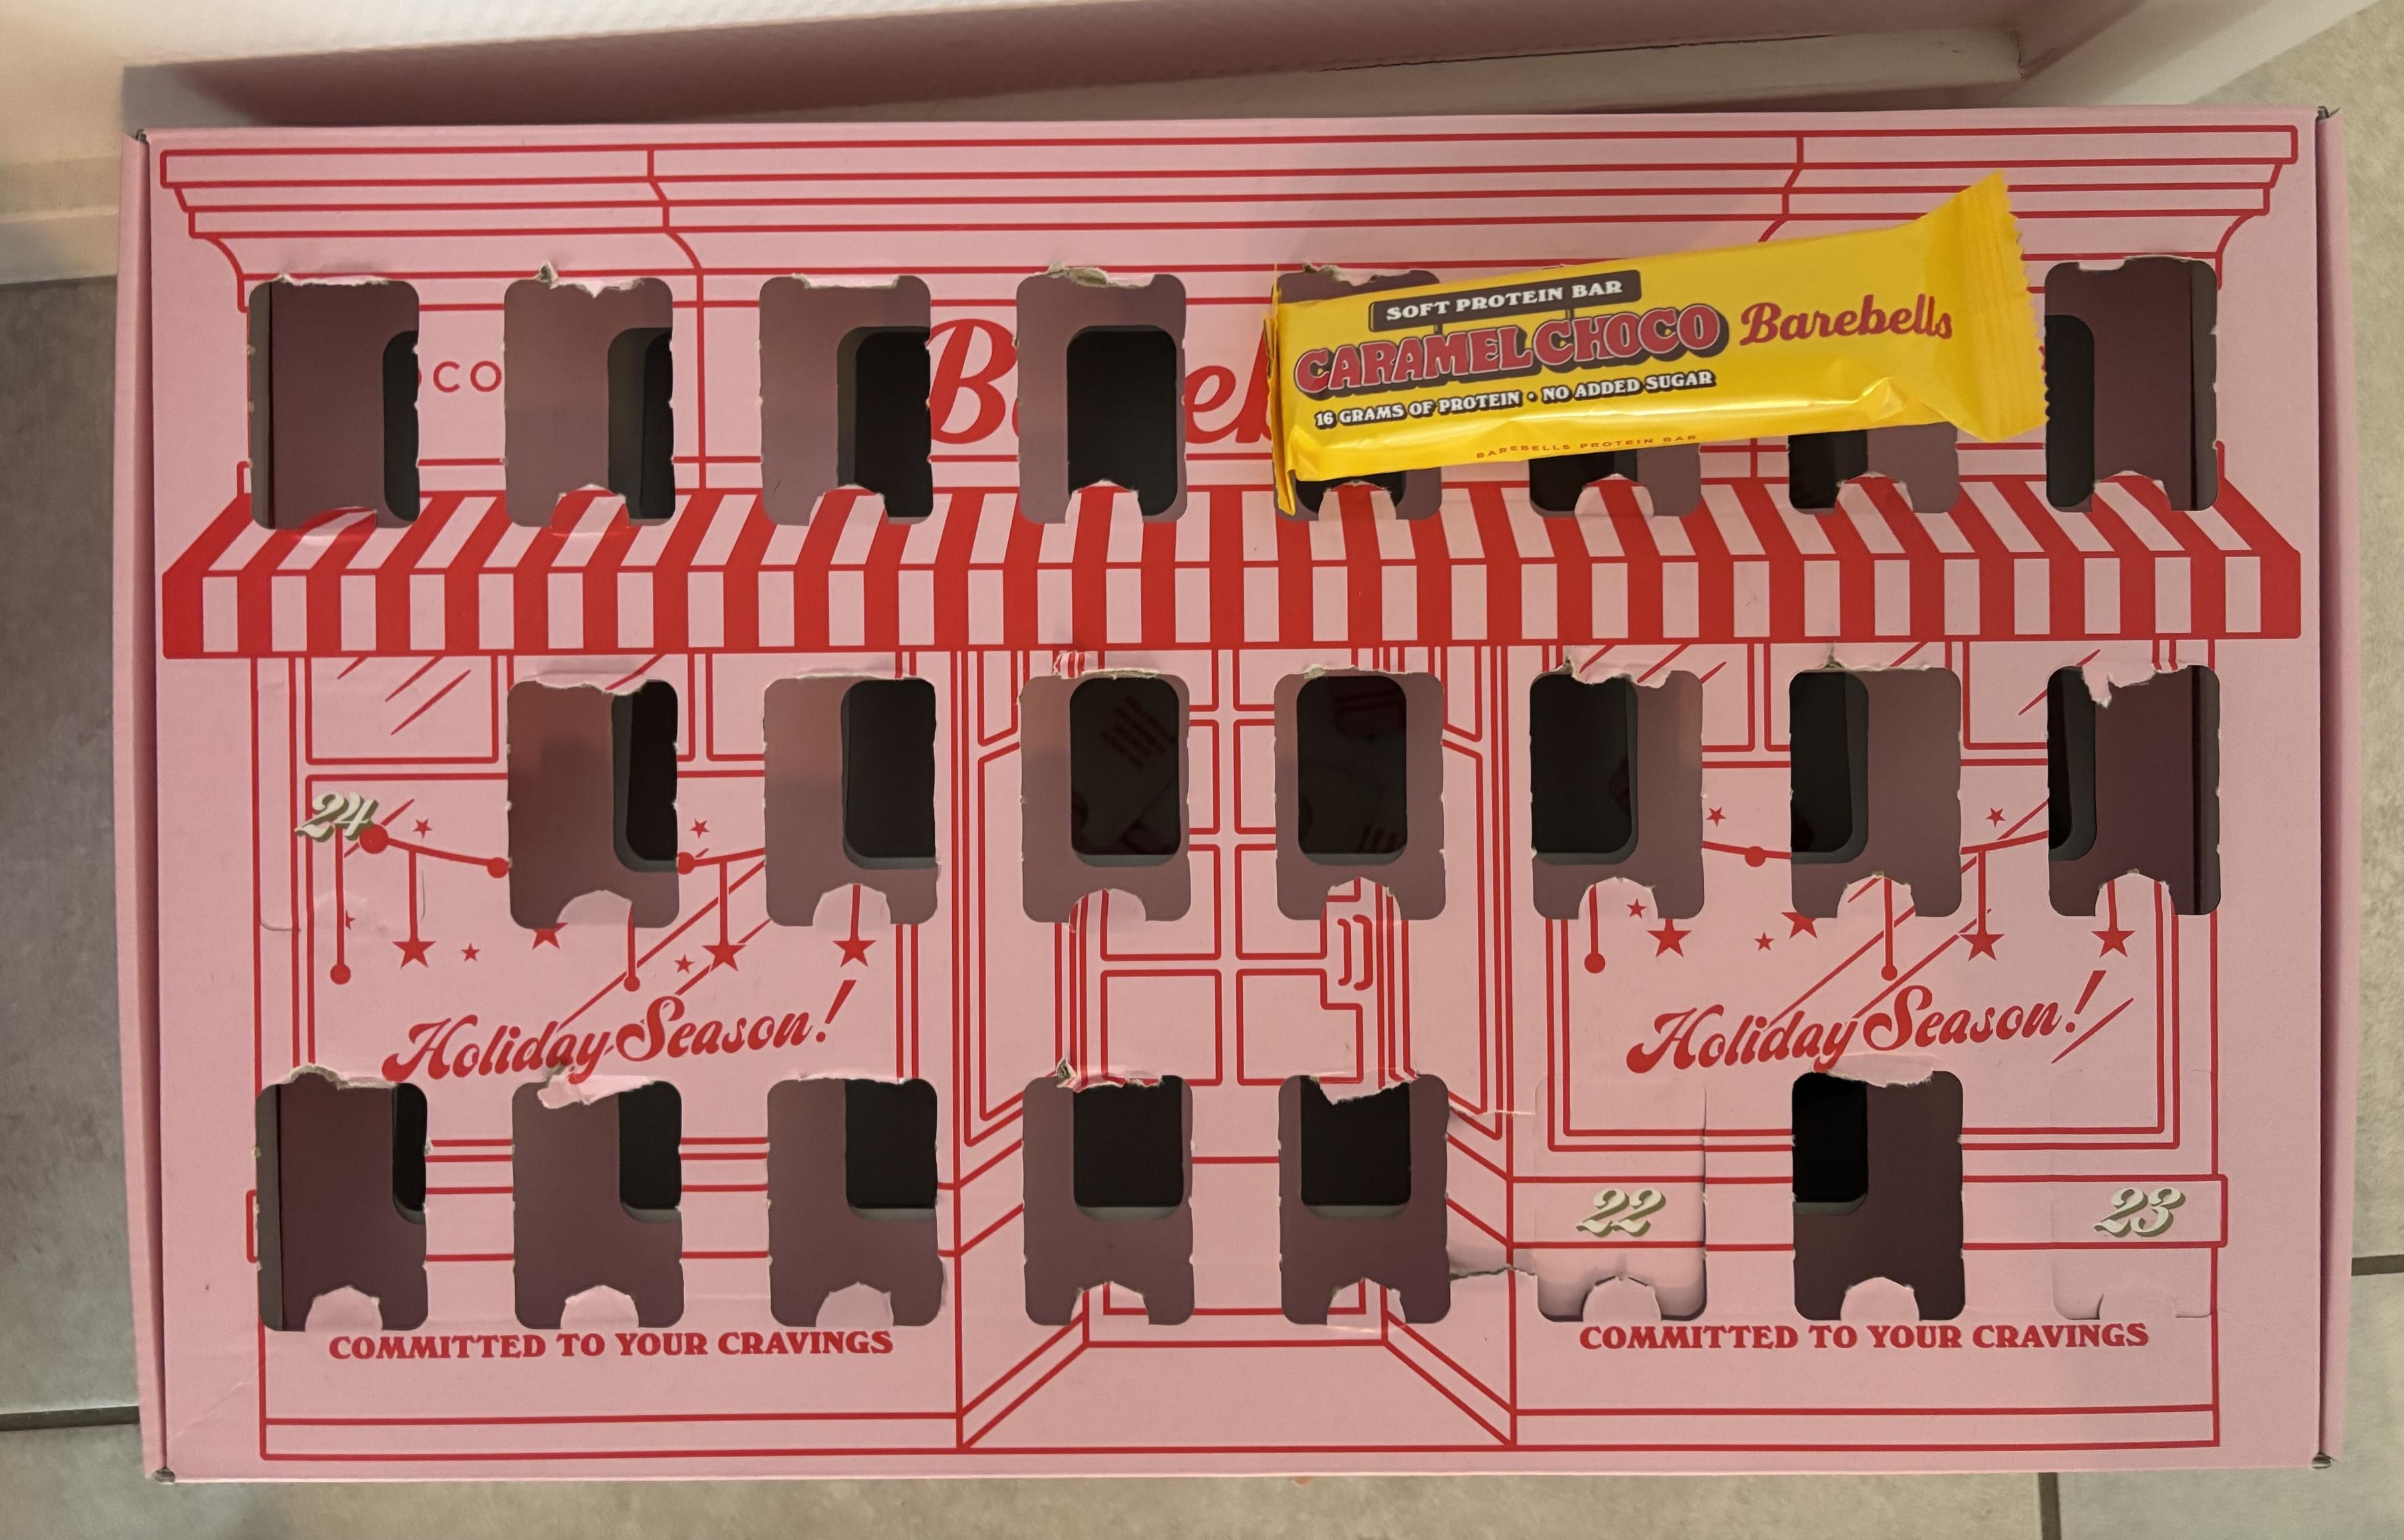 CO
SOFT PROTEIN BAR
CARAMEL CHOCO Barebells
16 GRAMS OF PROTEIN • NO ADDED SUGAR
BAREBELLS PROTEIN BAR
24
Holiday Season!
Holiday Season!
22
23
COMMITTED TO YOUR CRAVINGS
COMMITTED TO YOUR CRAVINGS